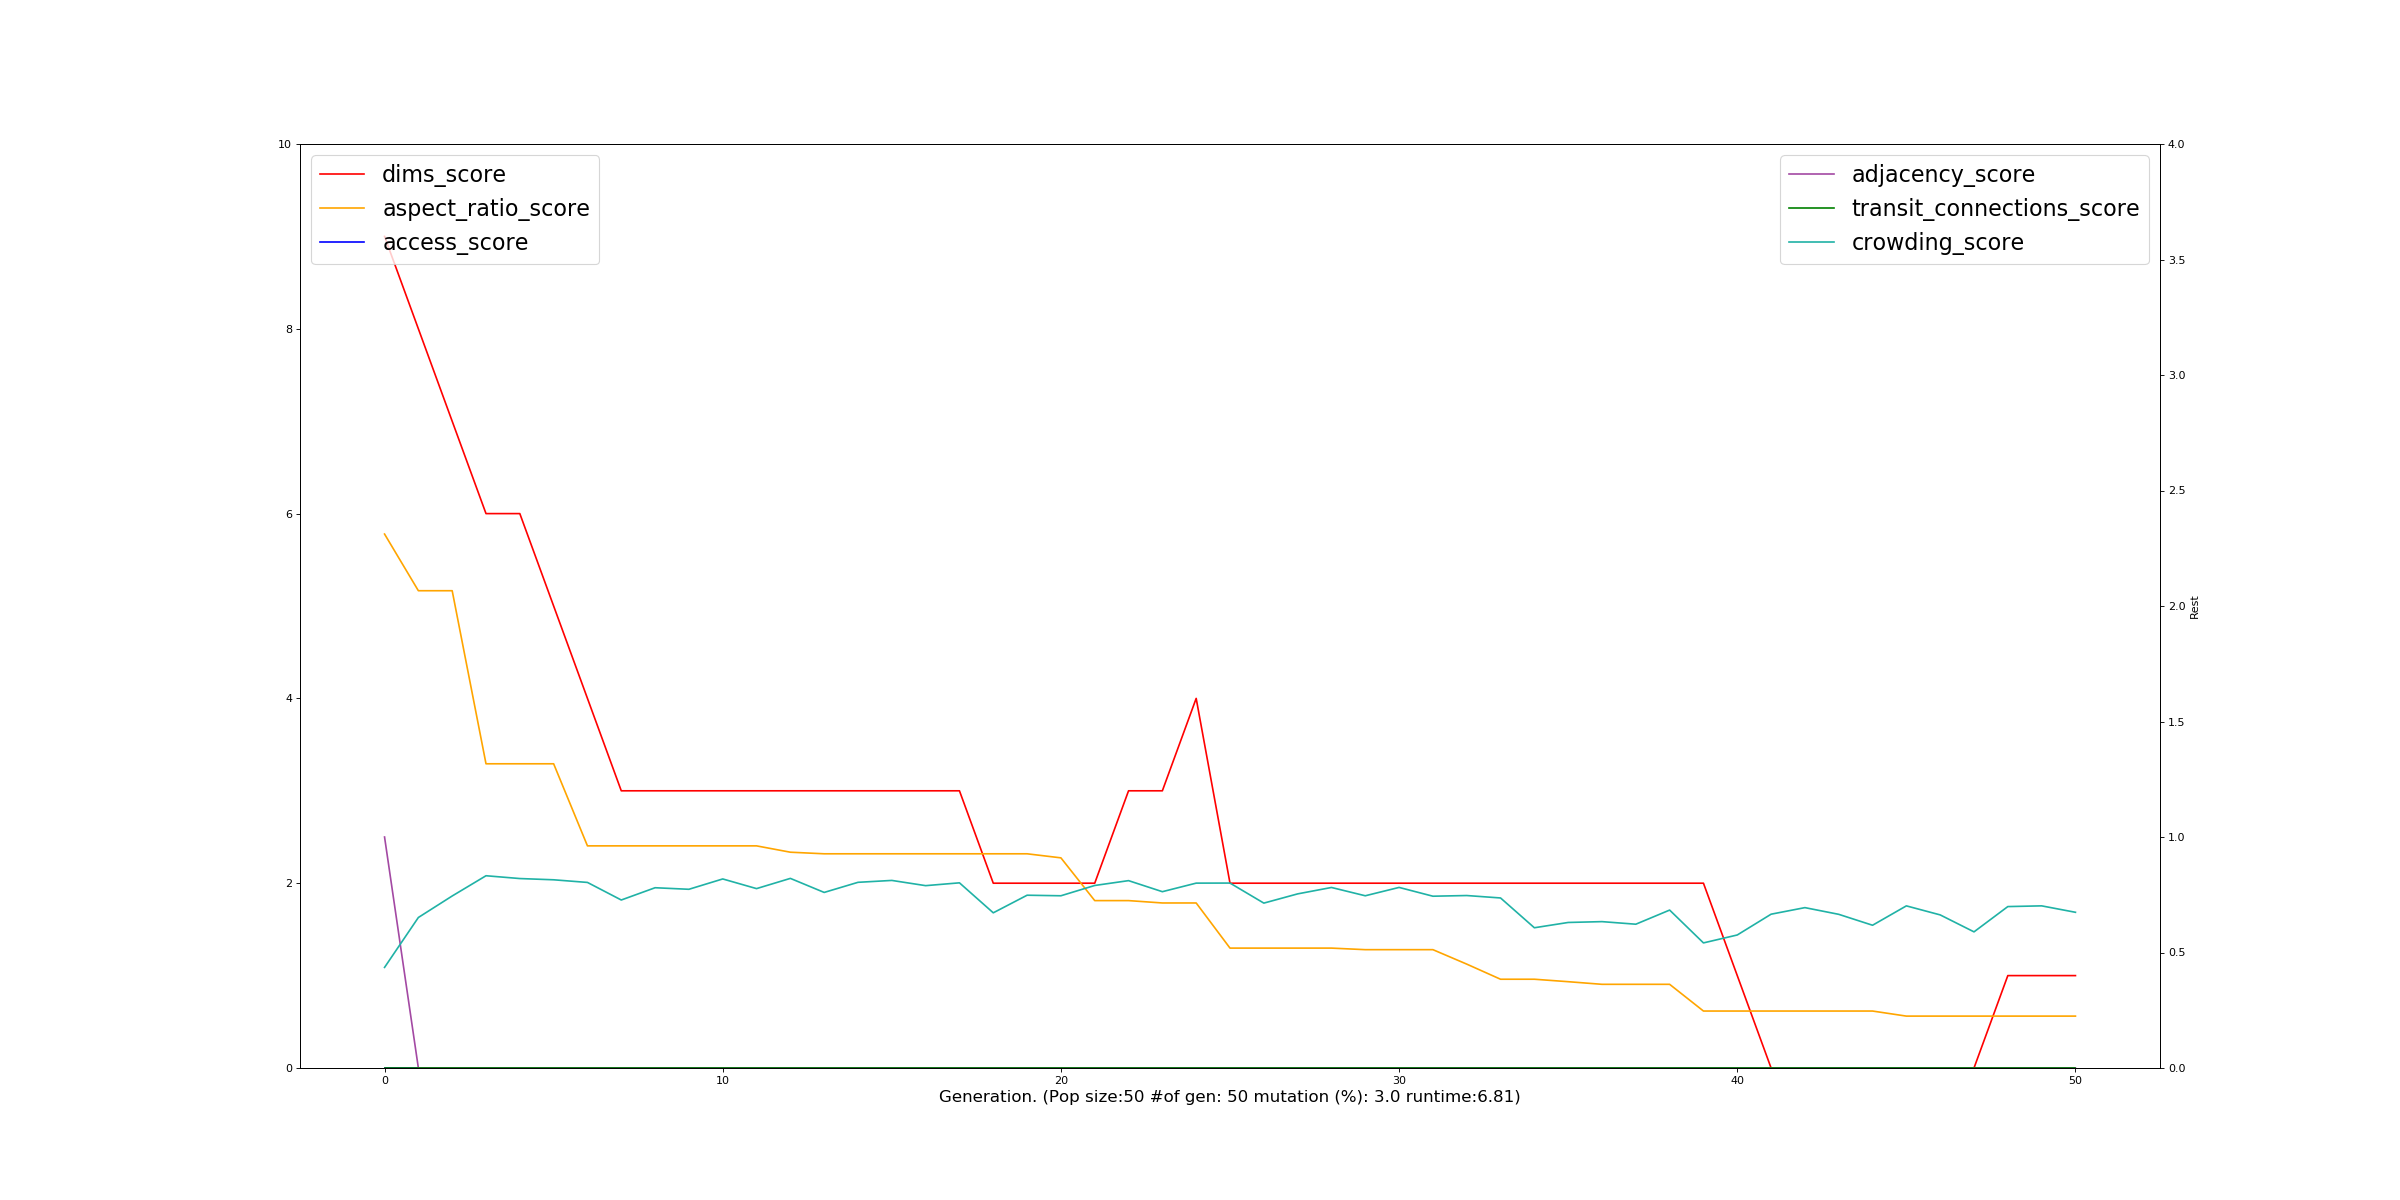 dims_score
aspect_ratio_score
access_score
adjacency_score
transit_connections_score
crowding_score
10
8
6
4
2
0
4.0
3.5
3.0
2.5
2.0
1.5
1.0
0.5
0.0
Rest
0 10 20 30 40 50
Generation. (Pop size:50 #of gen: 50 mutation (%): 3.0 runtime:6.81)